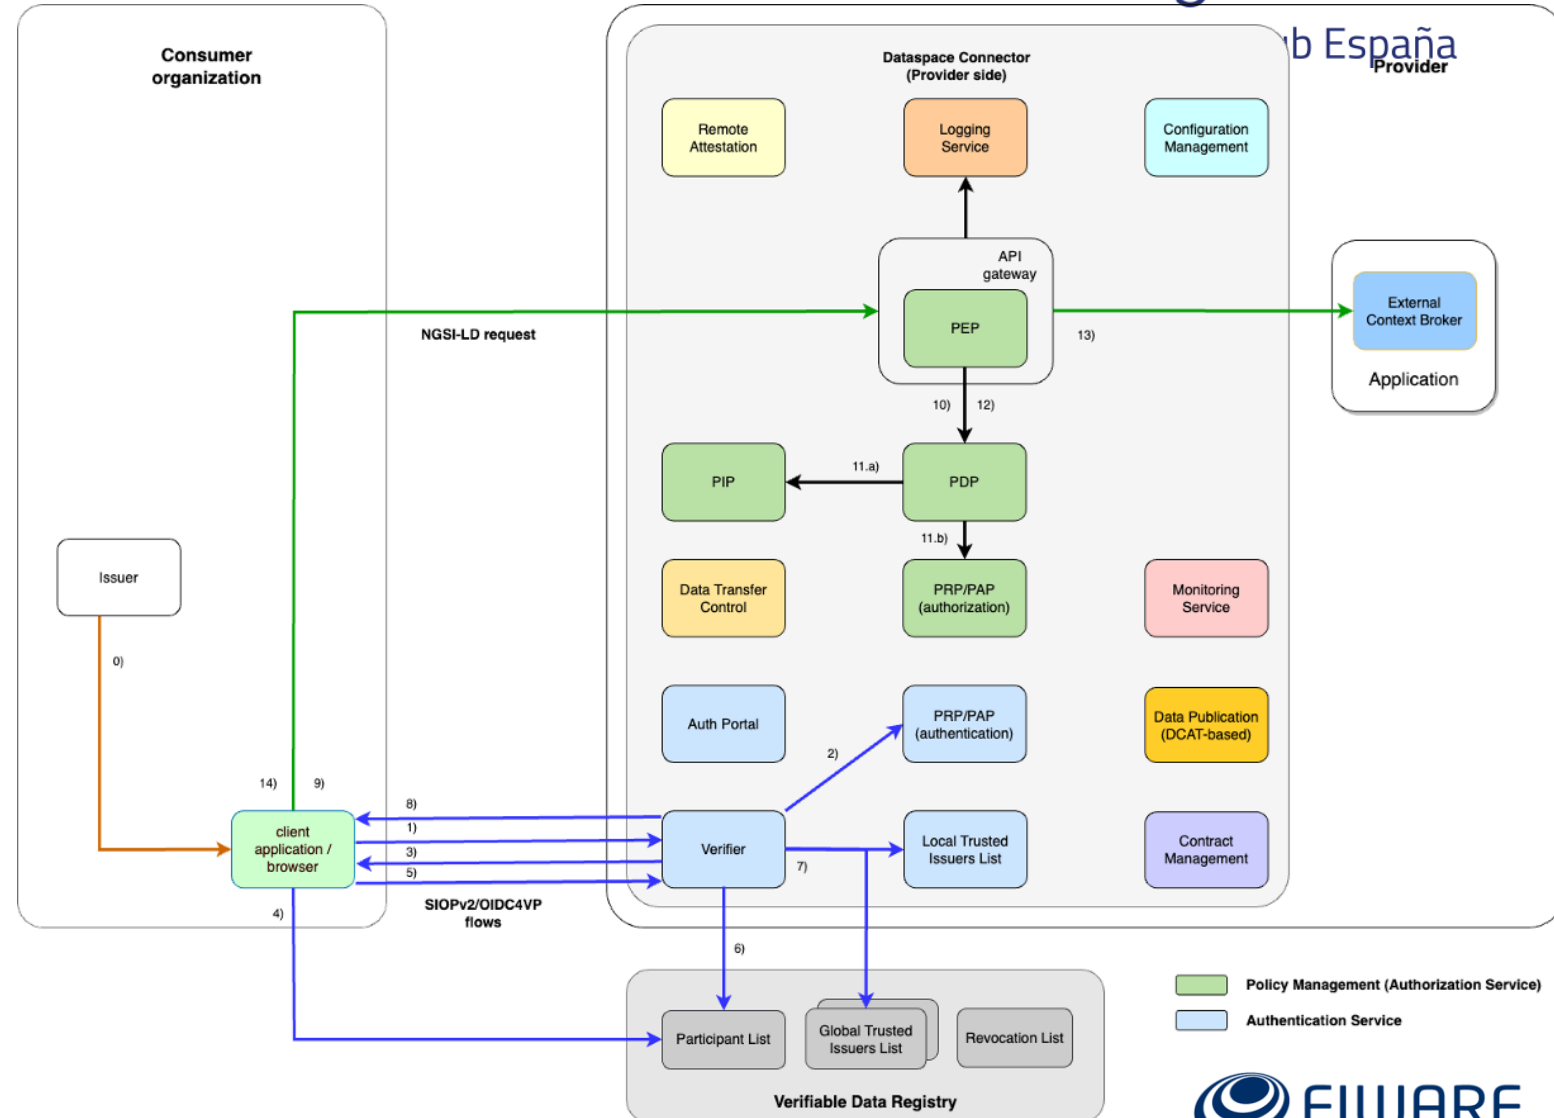 b España
Consumer
organization
Dataspace Connector
(Provider side)
Provider
Remote
Attestation
Logging
Service
Configuration
Management
API
gateway
PEP
External
Context Broker
Application
NGSI-LD request
13)
10)
12)
PIP
11.a)
PDP
11.b)
Issuer
Data Transfer
Control
PRP/PAP
(authorization)
Monitoring
Service
0)
Auth Portal
PRP/PAP
(authentication)
Data Publication
(DCAT-based)
2)
14)
9)
8)
1)
3)
5)
client
application /
browser
Verifier
7)
Local Trusted
Issuers List
Contract
Management
4)
SIOPv2/OIDC4VP
flows
6)
Participant List
Global Trusted
Issuers List
Revocation List
Verifiable Data Registry
Policy Management (Authorization Service)
Authentication Service
FIWARE